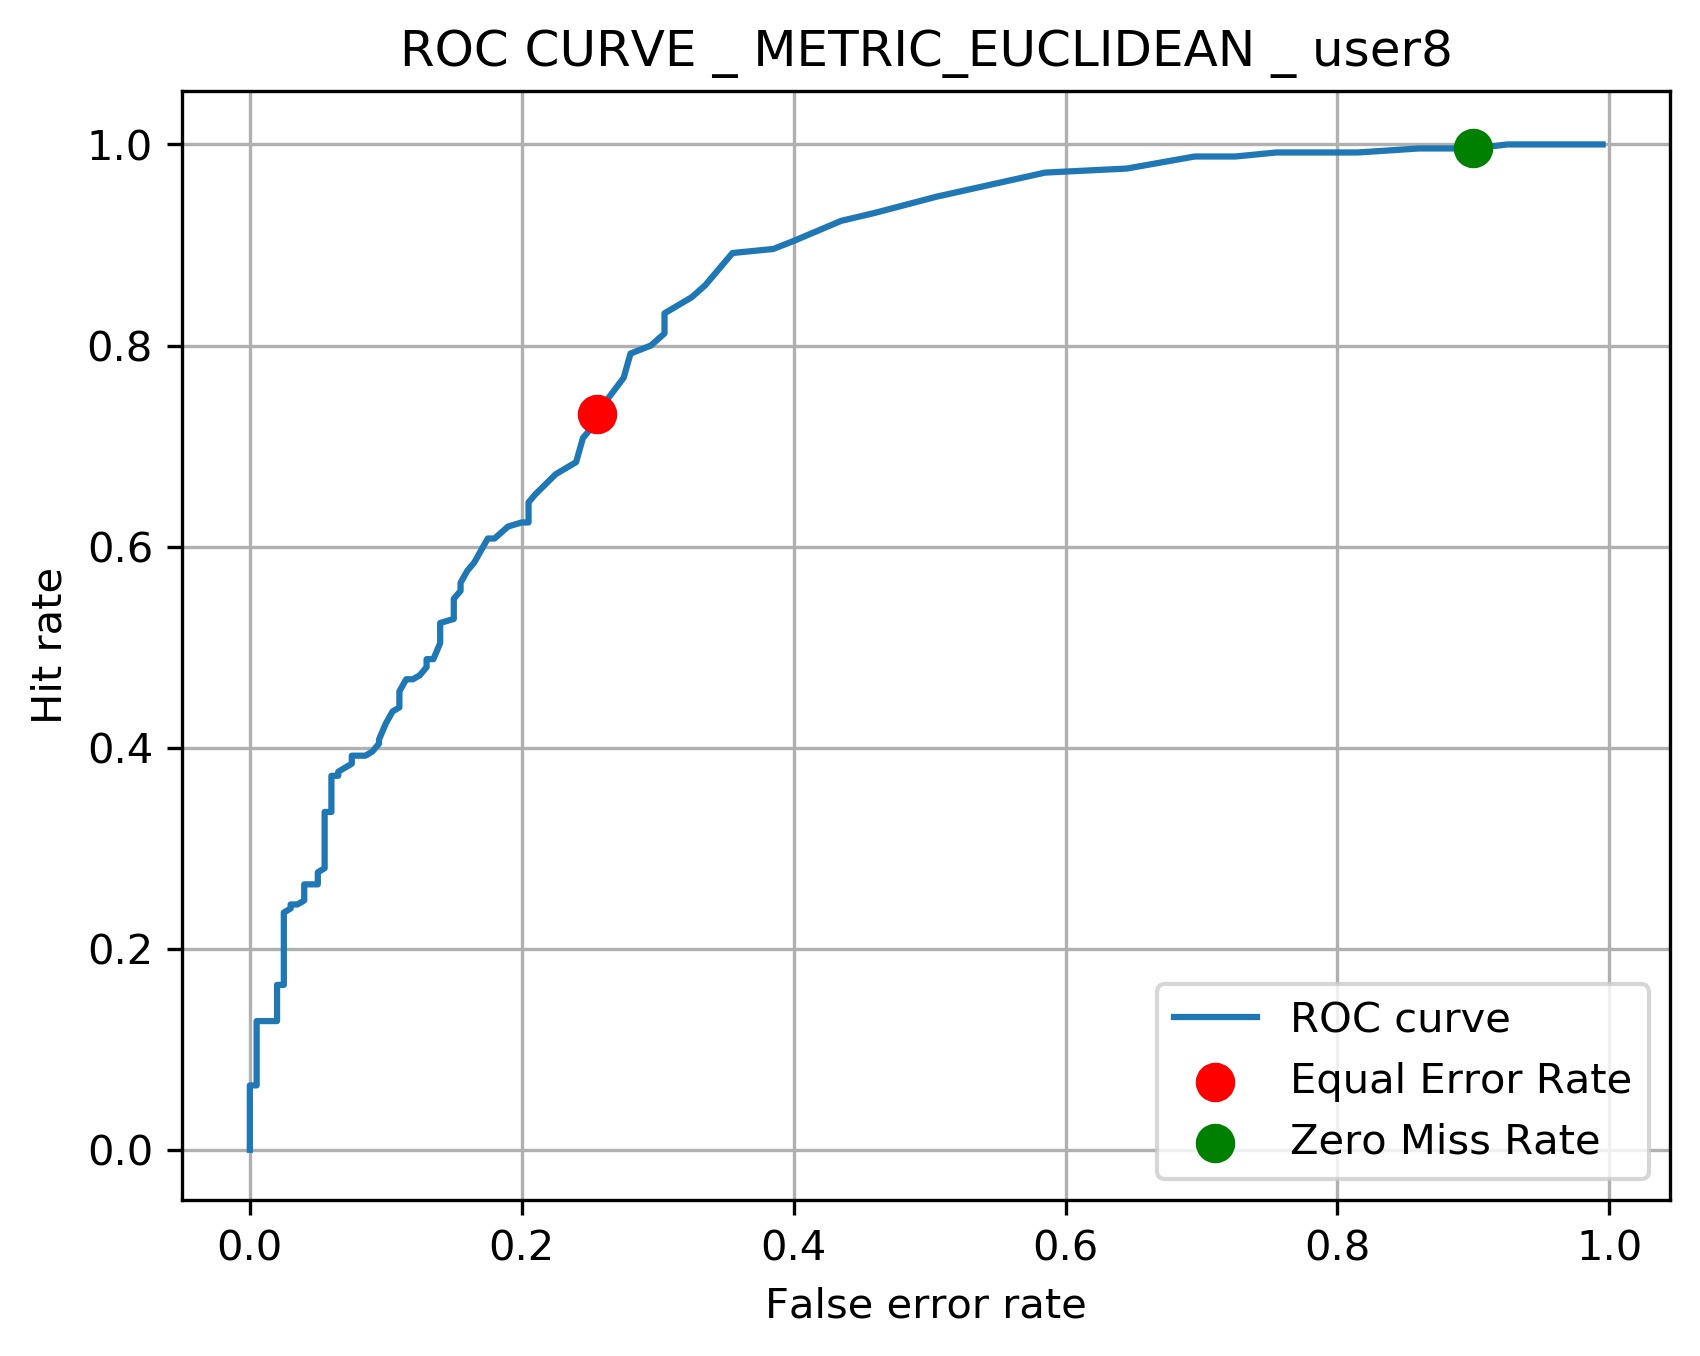 ROC CURVE _ METRIC_EUCLIDEAN _ user8
Hit rate
1.0
0.8
0.6
0.4
0.2
0.0
ROC curve
Equal Error Rate
Zero Miss Rate
0.0 0.2 0.4 0.6 0.8 1.0
False error rate